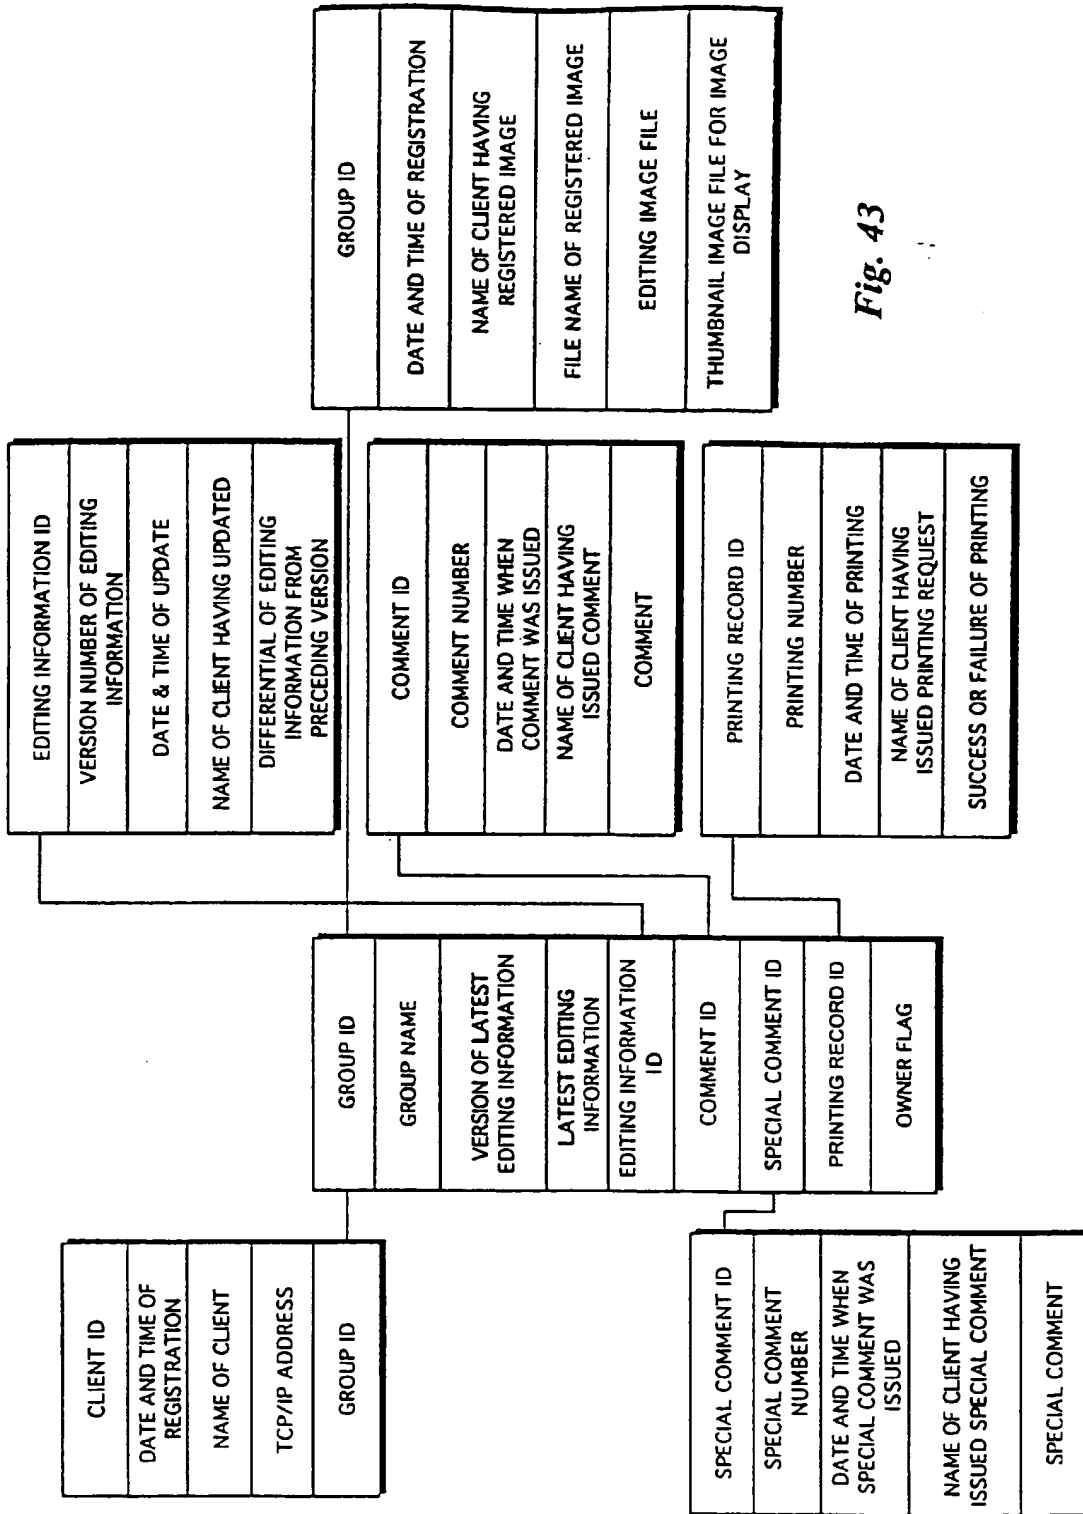 CLIENT ID
DATE AND TIME OF
REGISTRATION
NAME OF CLIENT
TCP/IP ADDRESS
GROUP ID
SPECIAL COMMENT ID
SPECIAL COMMENT
NUMBER
DATE AND TIME WHEN
SPECIAL COMMENT WAS
ISSUED
NAME OF CLIENT HAVING
ISSUED SPECIAL COMMENT
SPECIAL COMMENT
GROUP ID
GROUP NAME
VERSION OF LATEST
EDITING INFORMATION
LATEST EDITING
INFORMATION
EDITING INFORMATION
ID
COMMENT ID
SPECIAL COMMENT ID
PRINTING RECORD ID
OWNER FLAG
EDITING INFORMATION ID
VERSION NUMBER OF EDITING
INFORMATION
DATE & TIME OF UPDATE
NAME OF CLIENT HAVING UPDATED
DIFFERENTIAL OF EDITING
INFORMATION FROM
PRECEDING VERSION
COMMENT ID
COMMENT NUMBER
DATE AND TIME WHEN
COMMENT WAS ISSUED
NAME OF CLIENT HAVING
ISSUED COMMENT
COMMENT
PRINTING RECORD ID
PRINTING NUMBER
DATE AND TIME OF PRINTING
NAME OF CLIENT HAVING
ISSUED PRINTING REQUEST
SUCCESS OR FAILURE OF PRINTING
GROUP ID
DATE AND TIME OF REGISTRATION
NAME OF CLIENT HAVING
REGISTERED IMAGE
FILE NAME OF REGISTERED IMAGE
EDITING IMAGE FILE
THUMBNAIL IMAGE FILE FOR IMAGE
DISPLAY
Fig. 43